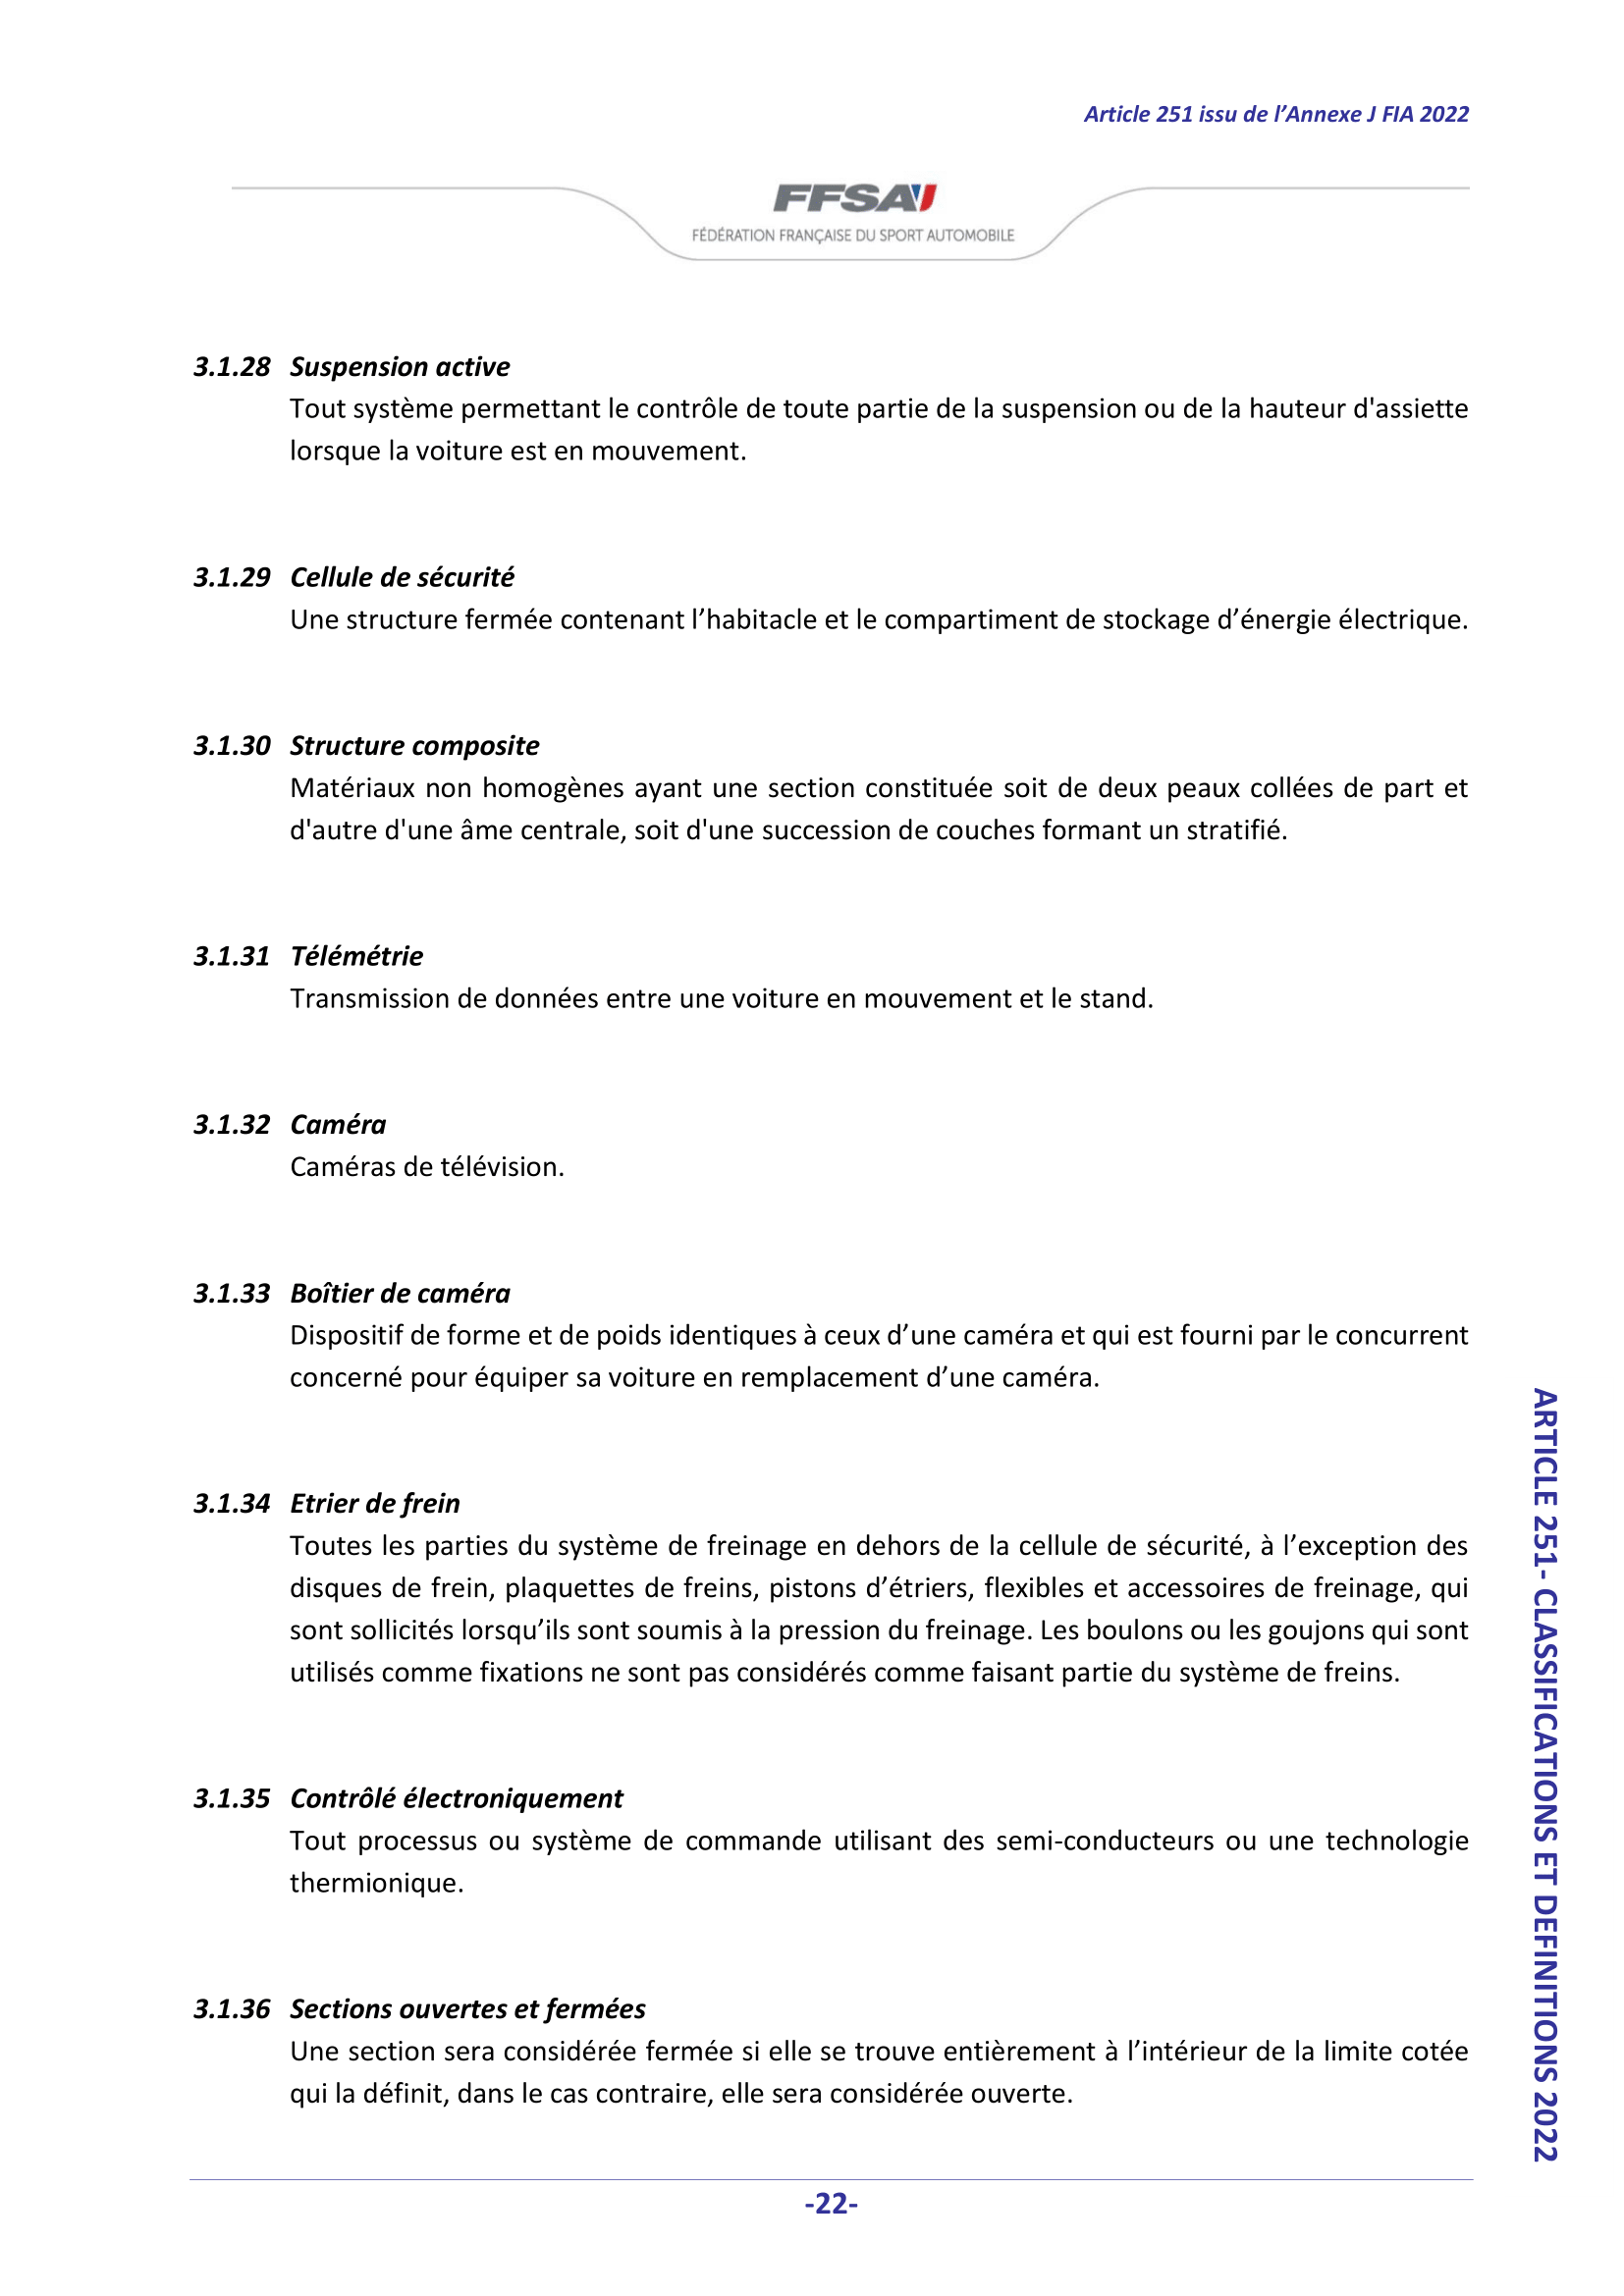 Article 251 issu de l’Annexe J FIA 2022
FFSA
FÉDÉRATION FRANÇAISE DU SPORT AUTOMOBILE
3.1.28 Suspension active
Tout système permettant le contrôle de toute partie de la suspension ou de la hauteur d'assiette
lorsque la voiture est en mouvement.
3.1.29 Cellule de sécurité
Une structure fermée contenant l’habitacle et le compartiment de stockage d’énergie électrique.
3.1.30 Structure composite
Matériaux non homogènes ayant une section constituée soit de deux peaux collées de part et
d'autre d'une âme centrale, soit d'une succession de couches formant un stratifié.
3.1.31 Télémétrie
Transmission de données entre une voiture en mouvement et le stand.
3.1.32 Caméra
Caméras de télévision.
3.1.33 Boîtier de caméra
Dispositif de forme et de poids identiques à ceux d’une caméra et qui est fourni par le concurrent
concerné pour équiper sa voiture en remplacement d’une caméra.
3.1.34 Etrier de frein
Toutes les parties du système de freinage en dehors de la cellule de sécurité, à l’exception des
disques de frein, plaquettes de freins, pistons d’étriers, flexibles et accessoires de freinage, qui
sont sollicités lorsqu’ils sont soumis à la pression du freinage. Les boulons ou les goujons qui sont
utilisés comme fixations ne sont pas considérés comme faisant partie du système de freins.
3.1.35 Contrôlé électroniquement
Tout processus ou système de commande utilisant des semi-conducteurs ou une technologie
thermionique.
3.1.36 Sections ouvertes et fermées
Une section sera considérée fermée si elle se trouve entièrement à l’intérieur de la limite cotée
qui la définit, dans le cas contraire, elle sera considérée ouverte.
ARTICLE 251- CLASSIFICATIONS ET DEFINITIONS 2022
-22-